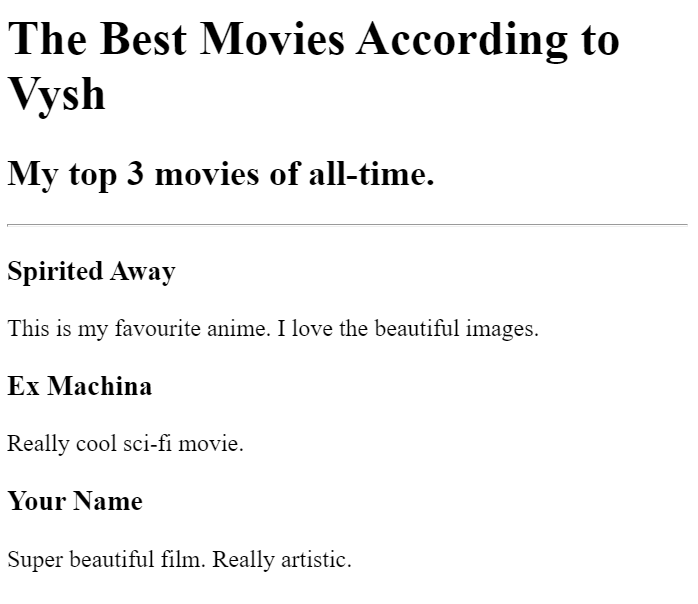 The Best Movies According to
Vysh
My top 3 movies of all-time.
Spirited Away
This is my favourite anime. I love the beautiful images.
Ex Machina
Really cool sci-fi movie.
Your Name
Super beautiful film. Really artistic.